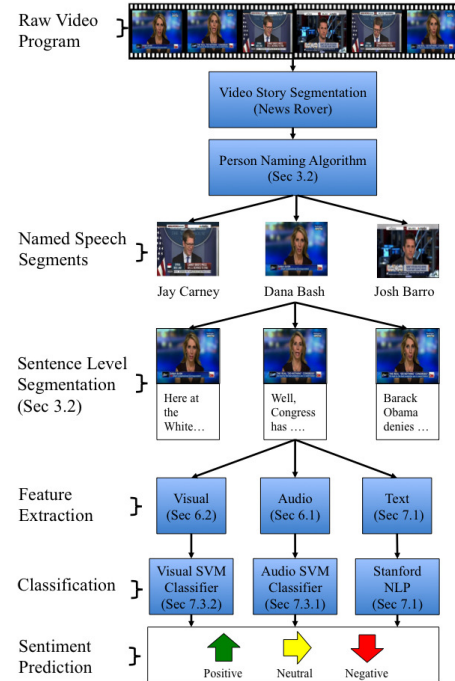 Raw Video
Program
Video Story Segmentation
(News Rover)
Person Naming Algorithm
(Sec 3.2)
Named Speech
Segments
Jay Carney
Dana Bash
Josh Barro
Sentence Level
Segmentation
(Sec 3.2)
Here at
the
White…
Well,
Congress
has ….
Barack
Obama
denies …
Feature
Extraction
Visual
(Sec 6.2)
Audio
(Sec 6.1)
Text
(Sec 7.1)
Classification
Visual SVM
Classifier
(Sec 7.3.2)
Audio SVM
Classifier
(Sec 7.3.1)
Stanford
NLP
(Sec 7.1)
Sentiment
Prediction
Positive
Neutral
Negative